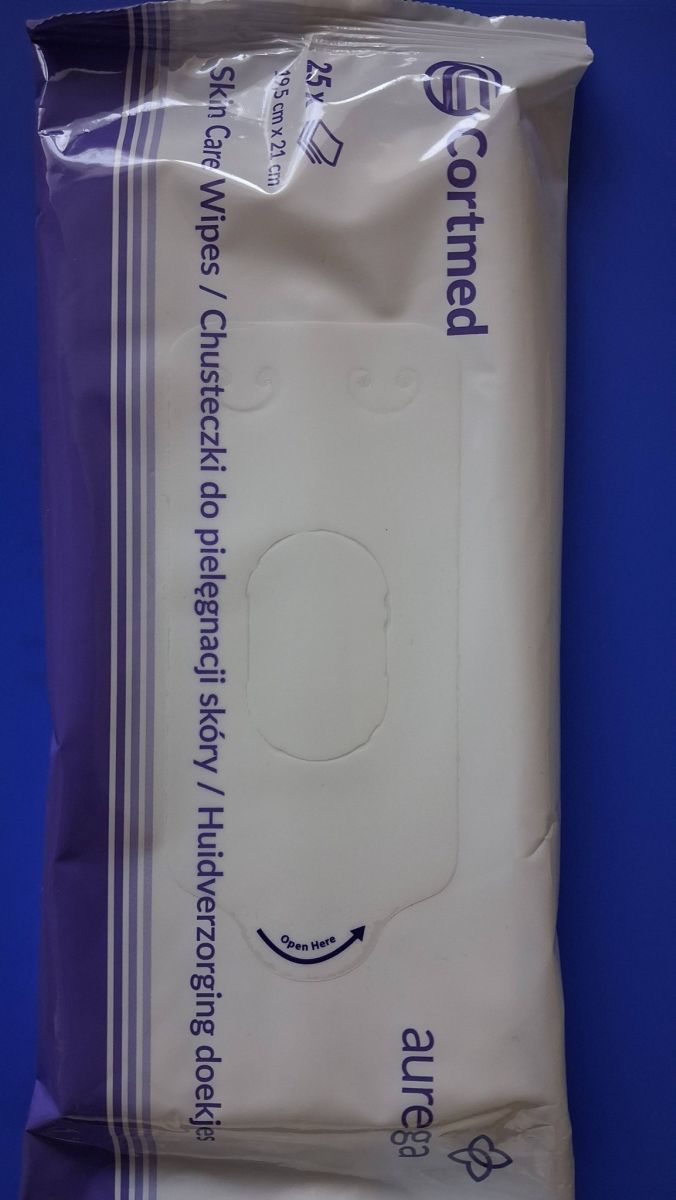 Cortmed
25 x
19,5 cm x 21 cm
Skin Care Wipes / Chusteczki do pielęgnacji skóry / Huidverzorging doekjes
Open Here
aurega